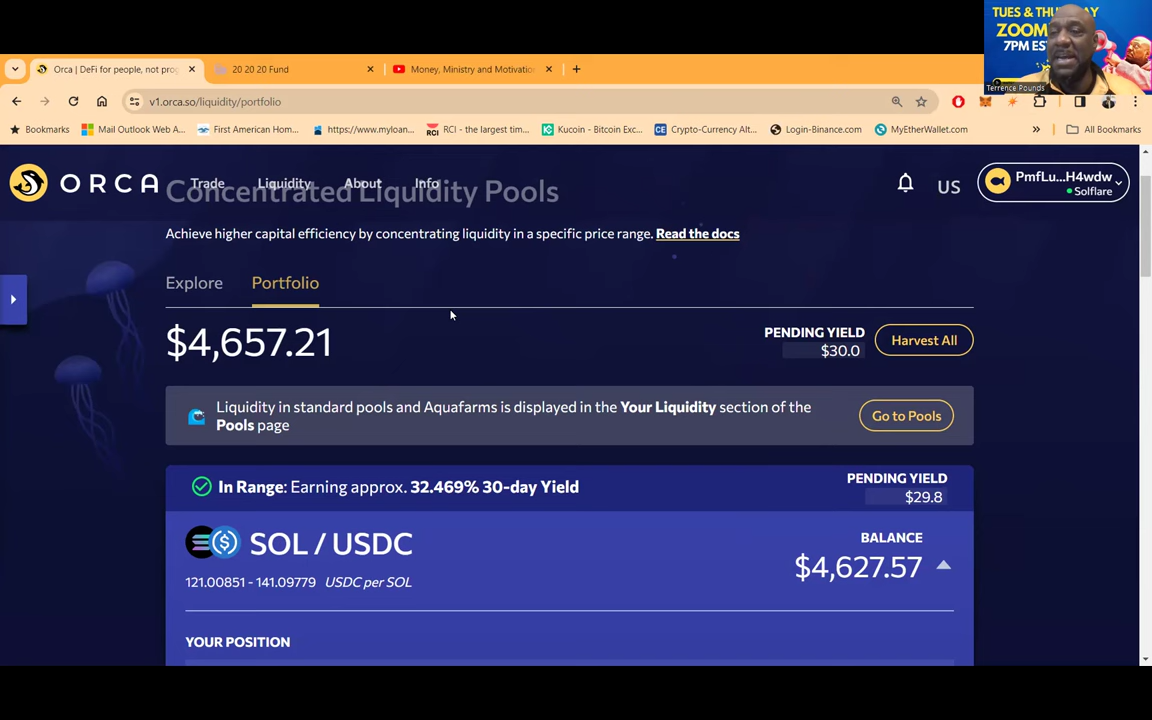 TUES & THU
AY
ZOOM
7PM EST
Terrence Pounds
Orca | DeFi for people, not prog
20 20 20 Fund
Money, Ministry and Motivation
v1.orca.so/liquidity/portfolio
Bookmarks
Mail Outlook Web A...
First American Hom...
https://www.myloan...
RCI
RCI - the largest tim...
Kucoin - Bitcoin Exc...
CE
Crypto-Currency Alt...
Login-Binance.com
MyEtherWallet.com
All Bookmarks
ORCA
Trade
Liquidity
About
Info
US
PmfLu...H4wdw
Solflare
Concentrated Liquidity Pools
Achieve higher capital efficiency by concentrating liquidity in a specific price range. Read the docs
Explore
Portfolio
$4,657.21
PENDING YIELD
$30.0
Harvest All
Liquidity in standard pools and Aquafarms is displayed in the Your Liquidity section of the
Pools page
Go to Pools
In Range: Earning approx. 32.469% 30-day Yield
PENDING YIELD
$29.8
SOL / USDC
BALANCE
$4,627.57
121.00851 - 141.09779 USDC per SOL
YOUR POSITION